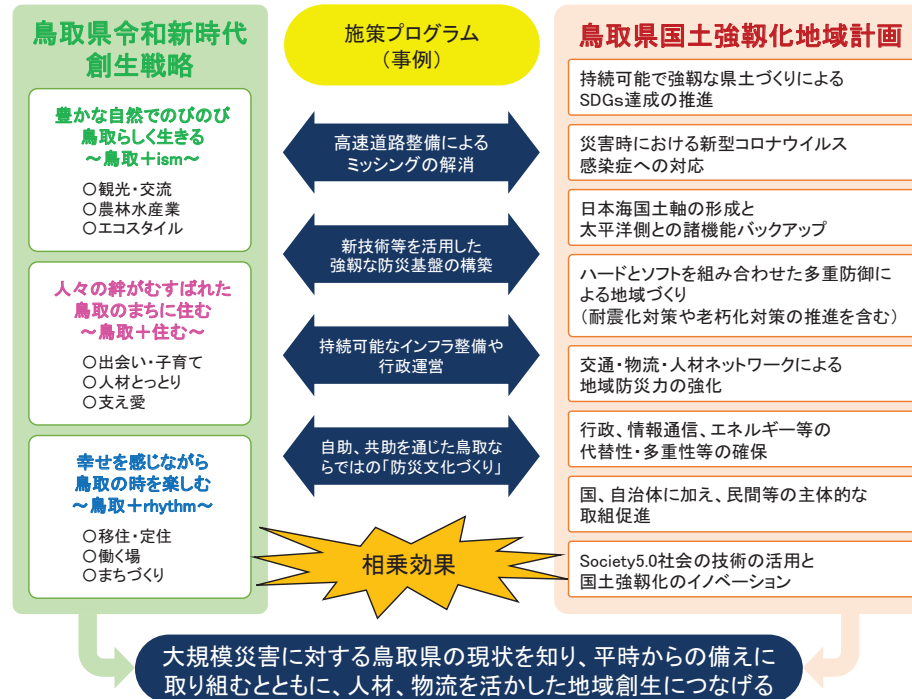 鳥取県令和新時代
創生戦略
豊かな自然でのびのび
鳥取らしく生きる
～鳥取＋ism～
○観光・交流
○農林水産業
○エコスタイル
人々の絆がむすばれた
鳥取のまちに住む
～鳥取＋住む～
○出会い・子育て
○人材とっとり
○支え愛
幸せを感じながら
鳥取の時を楽しむ
～鳥取＋rhythm～
○移住・定住
○働く場
○まちづくり
施策プログラム
（事例）
高速道路整備による
ミッシングの解消
新技術等を活用した
強靱な防災基盤の構築
持続可能なインフラ整備や
行政運営
自助、共助を通じた鳥取な
らではの「防災文化づくり」
相乗効果
鳥取県国土強靱化地域計画
持続可能で強靱な県土づくりによる
SDGs達成の推進
災害時における新型コロナウイルス
感染症への対応
日本海国土軸の形成と
太平洋側との諸機能バックアップ
ハードとソフトを組み合わせた多重防御に
よる地域づくり
（耐震化対策や老朽化対策の推進を含む）
交通・物流・人材ネットワークによる
地域防災力の強化
行政、情報通信、エネルギー等の
代替性・多重性等の確保
国、自治体に加え、民間等の主体的な
取組促進
Society5.0社会の技術の活用と
国土強靱化のイノベーション
大規模災害に対する鳥取県の現状を知り、平時からの備えに
取り組むとともに、人材、物流を活かした地域創生につなげる